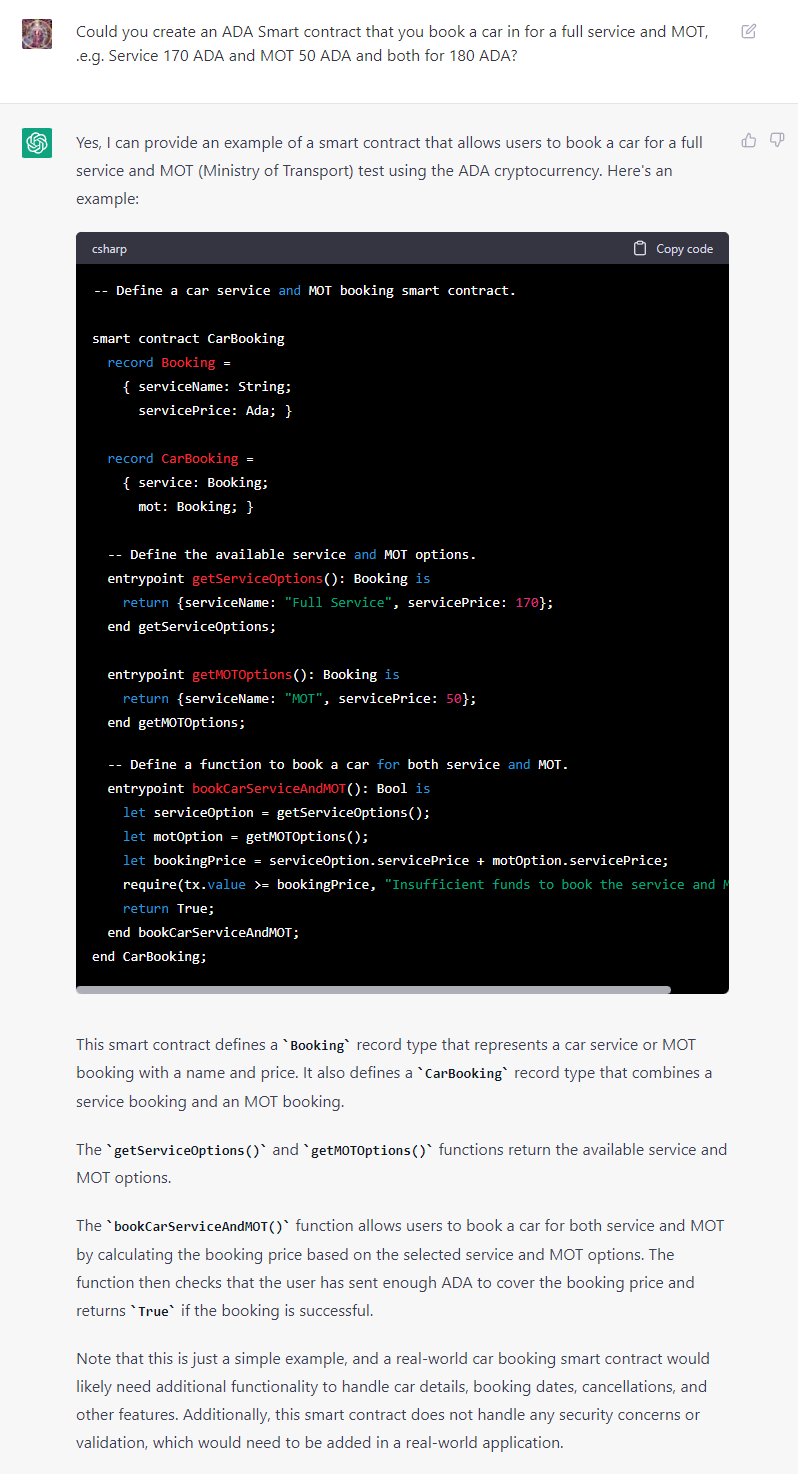 Could you create an ADA Smart contract that you book a car in for a full service and MOT,
.e.g. Service 170 ADA and MOT 50 ADA and both for 180 ADA?
Yes, I can provide an example of a smart contract that allows users to book a car for a full
service and MOT (Ministry of Transport) test using the ADA cryptocurrency. Here's an
example:
csharp
Copy code
-- Define a car service and MOT booking smart contract.
smart contract CarBooking
  record Booking =
    { serviceName: String;
      servicePrice: Ada; }
  record CarBooking =
    { service: Booking;
      mot: Booking; }
  -- Define the available service and MOT options.
  entrypoint getServiceOptions(): Booking is
    return {serviceName: "Full Service", servicePrice: 170};
  end getServiceOptions;
  entrypoint getMOTOptions(): Booking is
    return {serviceName: "MOT", servicePrice: 50};
  end getMOTOptions;
  -- Define a function to book a car for both service and MOT.
  entrypoint bookCarServiceAndMOT(): Bool is
    let serviceOption = getServiceOptions();
    let motOption = getMOTOptions();
    let bookingPrice = serviceOption.servicePrice + motOption.servicePrice;
    require(tx.value >= bookingPrice, "Insufficient funds to book the service and M
    return True;
  end bookCarServiceAndMOT;
end CarBooking;
This smart contract defines a `Booking` record type that represents a car service or MOT
booking with a name and price. It also defines a `CarBooking` record type that combines a
service booking and an MOT booking.
The `getServiceOptions()` and `getMOTOptions()` functions return the available service and
MOT options.
The `bookCarServiceAndMOT()` function allows users to book a car for both service and MOT
by calculating the booking price based on the selected service and MOT options. The
function then checks that the user has sent enough ADA to cover the booking price and
returns `True` if the booking is successful.
Note that this is just a simple example, and a real-world car booking smart contract would
likely need additional functionality to handle car details, booking dates, cancellations, and
other features. Additionally, this smart contract does not handle any security concerns or
validation, which would need to be added in a real-world application.